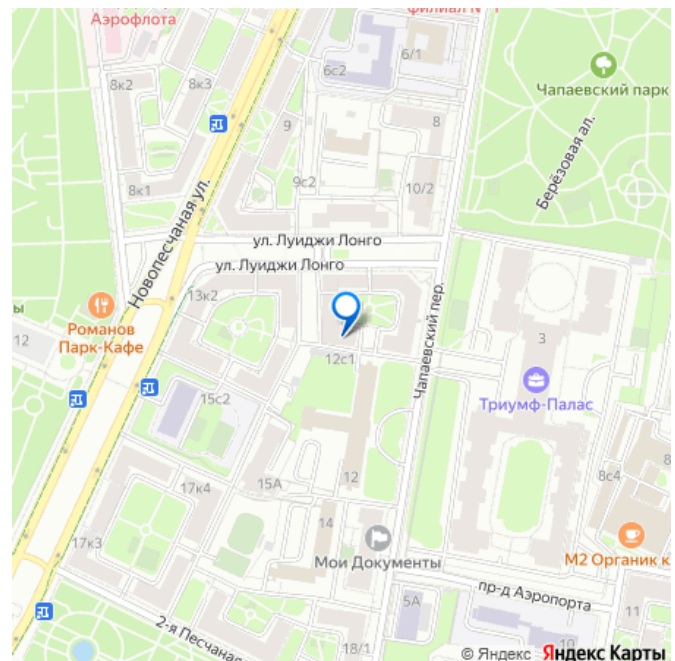 филиал №
Аэрофлота
8к2
8к3
6с2
6/1
Чапаевский парк
9
8
Берёзовая ал.
8к1
9с2
10/2
Новопесчаная ул.
ул. Луиджи Лонго
ул. Луиджи Лонго
13к2
Чапаевский пер.
ы
Романов
Парк-Кафе
12
3
12с1
Триумф-Палас
15с2
8
8с4
17к4
15А
12
14
17к3
Мои Документы
М2 Органик к
пр-д Аэропорта
5А
11
2-я Песчаная
18/1
10
© Яндекс Яндекс Карты